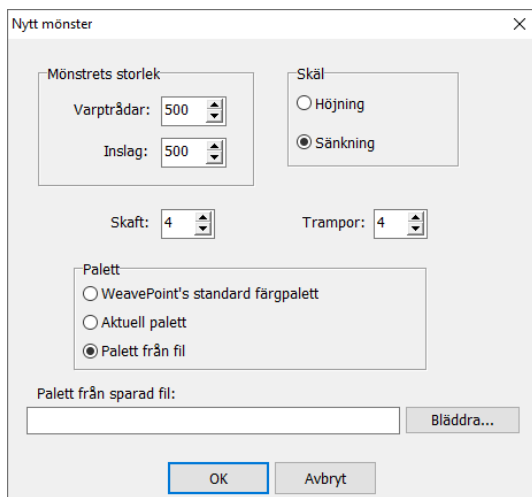 Nytt mönster
Mönstrets storlek
Varptrådar: 500
Inslag: 500
Skäl
Höjning
Sänkning
Skaft: 4
Trampor: 4
Palett
WeavePoint's standard färgpalett
Aktuell palett
Palett från fil
Palett från sparad fil:
Bläddra...
OK
Avbryt